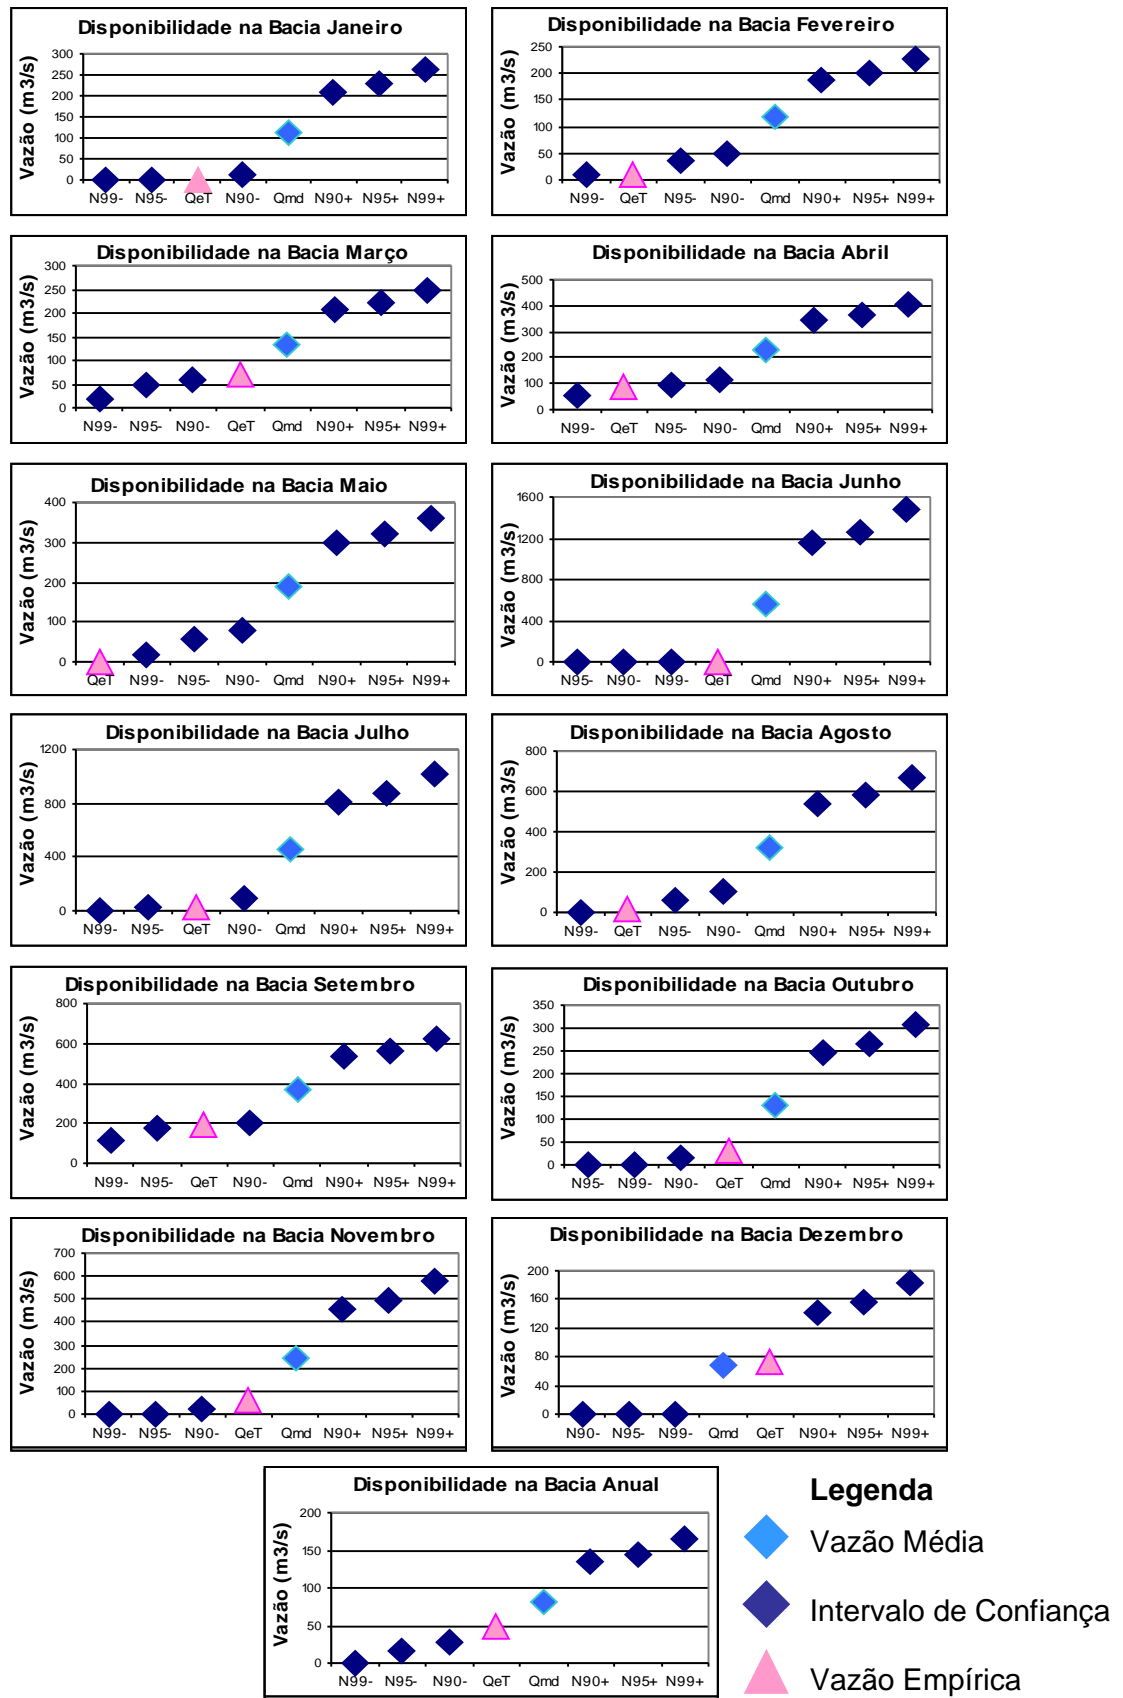 Disponibilidade na Bacia Janeiro
Vazão (m3/s)
300
250
200
150
100
50
0
N99- N95- QeT N90- Qmd N90+ N95+ N99+
Disponibilidade na Bacia Fevereiro
Vazão (m3/s)
250
200
150
100
50
0
N99- QeT N95- N90- Qmd N90+ N95+ N99+
Disponibilidade na Bacia Março
Vazão (m3/s)
300
250
200
150
100
50
0
N99- N95- N90- QeT Qmd N90+ N95+ N99+
Disponibilidade na Bacia Abril
Vazão (m3/s)
500
400
300
200
100
0
N99- QeT N95- N90- Qmd N90+ N95+ N99+
Disponibilidade na Bacia Maio
Vazão (m3/s)
400
300
200
100
0
QeT N99- N95- N90- Qmd N90+ N95+ N99+
Disponibilidade na Bacia Junho
Vazão (m3/s)
1600
1200
800
400
0
N95- N90- N99- QeT Qmd N90+ N95+ N99+
Disponibilidade na Bacia Julho
Vazão (m3/s)
1200
800
400
0
N99- N95- QeT N90- Qmd N90+ N95+ N99+
Disponibilidade na Bacia Agosto
Vazão (m3/s)
800
600
400
200
0
N99- QeT N95- N90- Qmd N90+ N95+ N99+
Disponibilidade na Bacia Setembro
Vazão (m3/s)
800
600
400
200
0
N99- N95- QeT N90- Qmd N90+ N95+ N99+
Disponibilidade na Bacia Outubro
Vazão (m3/s)
350
300
250
200
150
100
50
0
N95- N99- N90- QeT Qmd N90+ N95+ N99+
Disponibilidade na Bacia Novembro
Vazão (m3/s)
700
600
500
400
300
200
100
0
N99- N95- N90- QeT Qmd N90+ N95+ N99+
Disponibilidade na Bacia Dezembro
Vazão (m3/s)
200
160
120
80
40
0
N90- N95- N99- Qmd QeT N90+ N95+ N99+
Disponibilidade na Bacia Anual
Vazão (m3/s)
200
150
100
50
0
N99- N95- N90- QeT Qmd N90+ N95+ N99+
Legenda
Vazão Média
Intervalo de Confiança
Vazão Empírica